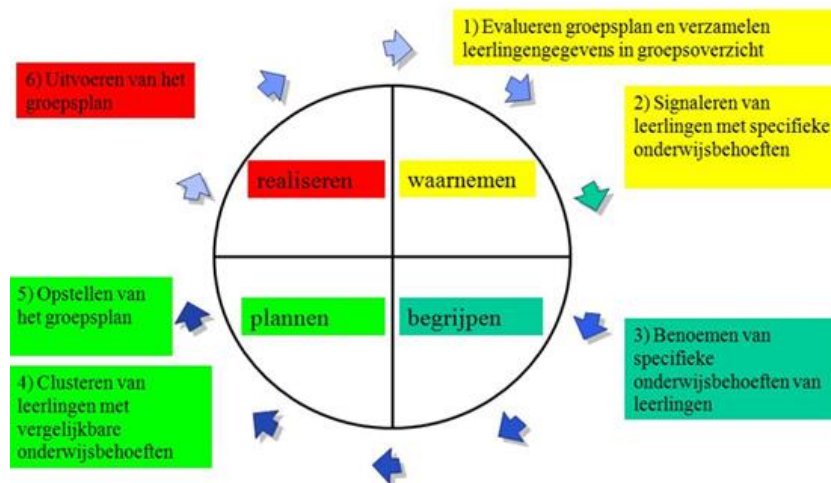 1) Evalueren groepsplan en verzamelen
leerlingengegevens in groepsoverzicht
6) Uitvoeren van het
groepsplan
2) Signaleren van
leerlingen met specifieke
onderwijsbehoeften
realiseren
waarnemen
5) Opstellen van
het groepsplan
plannen
begrijpen
3) Benoemen van
specifieke
onderwijsbehoeften van
leerlingen
4) Clusteren van
leerlingen met
vergelijkbare
onderwijsbehoeften